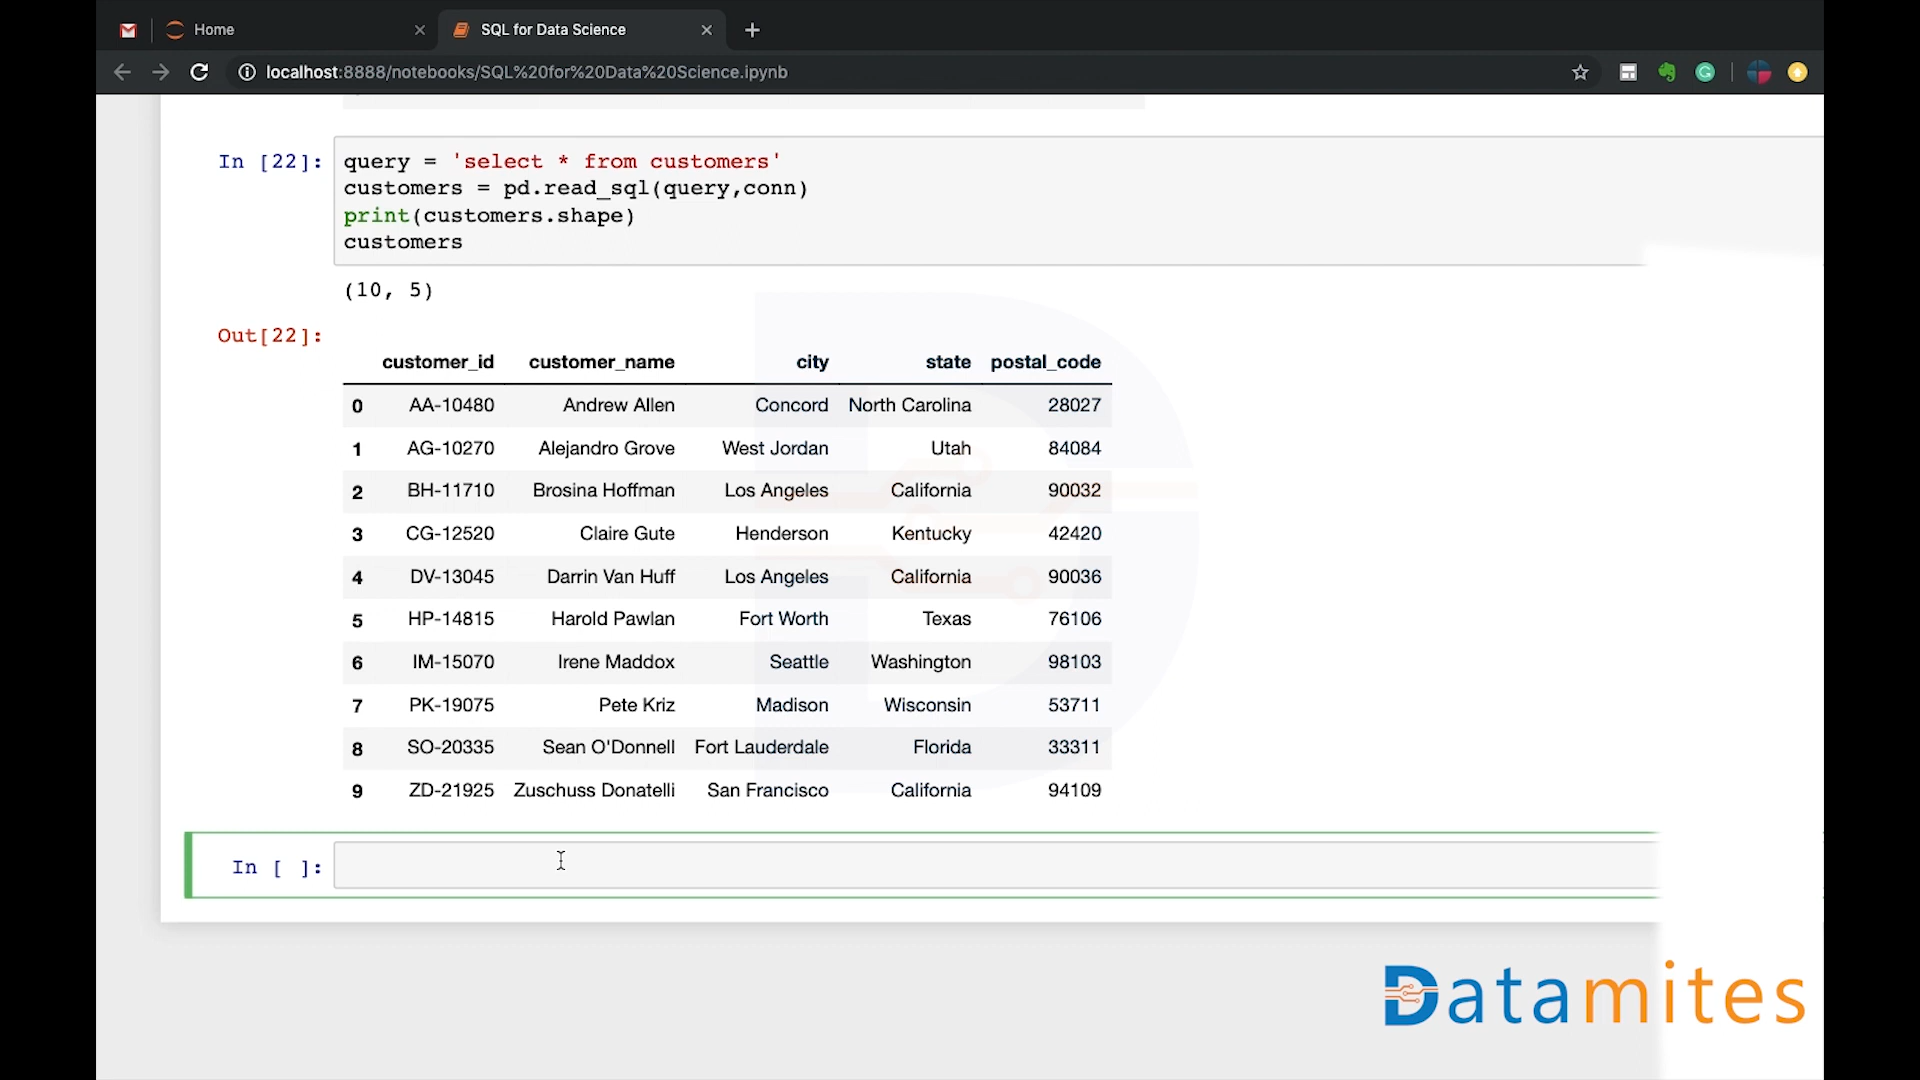 Home
SQL for Data Science
localhost:8888/notebooks/SQL%20for%20Data%20Science.ipynb
In [22]: query = 'select * from customers'
customers = pd.read_sql(query,conn)
print(customers.shape)
customers
(10, 5)
Out[22]:
customer_id customer_name city state postal_code
0 AA-10480 Andrew Allen Concord North Carolina 28027
1 AG-10270 Alejandro Grove West Jordan Utah 84084
2 BH-11710 Brosina Hoffman Los Angeles California 90032
3 CG-12520 Claire Gute Henderson Kentucky 42420
4 DV-13045 Darrin Van Huff Los Angeles California 90036
5 HP-14815 Harold Pawlan Fort Worth Texas 76106
6 IM-15070 Irene Maddox Seattle Washington 98103
7 PK-19075 Pete Kriz Madison Wisconsin 53711
8 SO-20335 Sean O'Donnell Fort Lauderdale Florida 33311
9 ZD-21925 Zuschuss Donatelli San Francisco California 94109
In [ ]:
Datamites